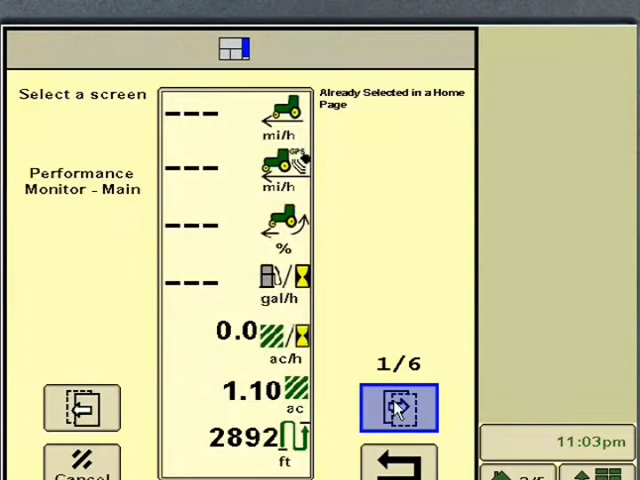 Select a screen
Already Selected in a Home
Page
---
mi/h
Performance
Monitor - Main
---
GPS
mi/h
---
%
---
gal/h
0.0
ac/h
1/6
1.10
ac
2892
ft
11:03pm
Cancel